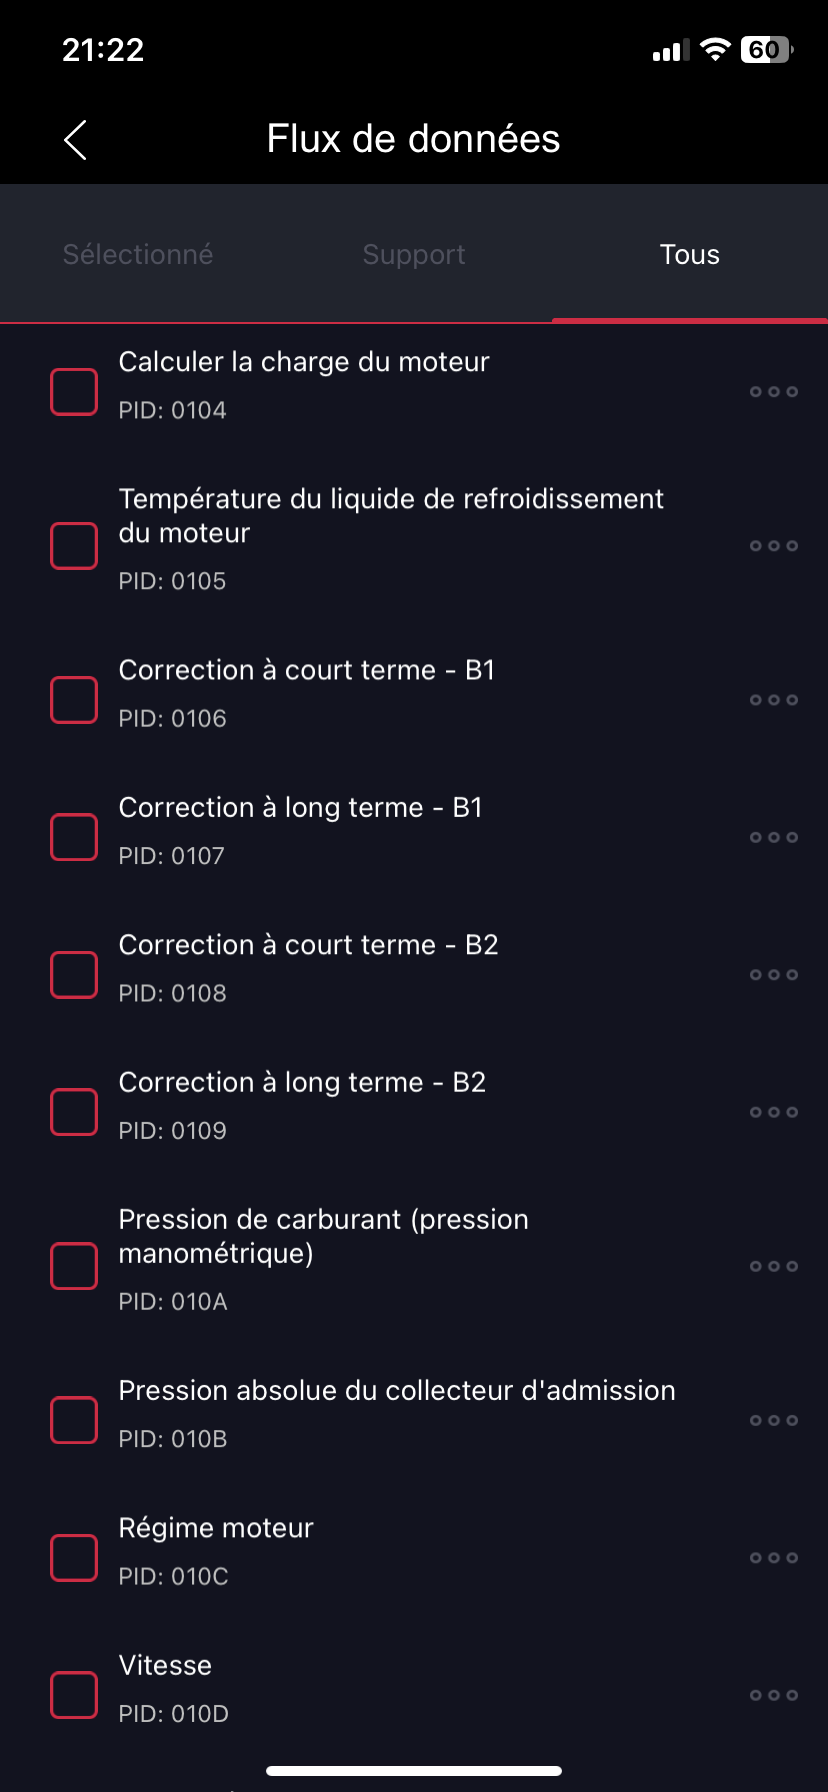 21:22
60
Flux de données
Sélectionné
Support
Tous
Calculer la charge du moteur
PID: 0104
Température du liquide de refroidissement
du moteur
PID: 0105
Correction à court terme - B1
PID: 0106
Correction à long terme - B1
PID: 0107
Correction à court terme - B2
PID: 0108
Correction à long terme - B2
PID: 0109
Pression de carburant (pression
manométrique)
PID: 010A
Pression absolue du collecteur d'admission
PID: 010B
Régime moteur
PID: 010C
Vitesse
PID: 010D